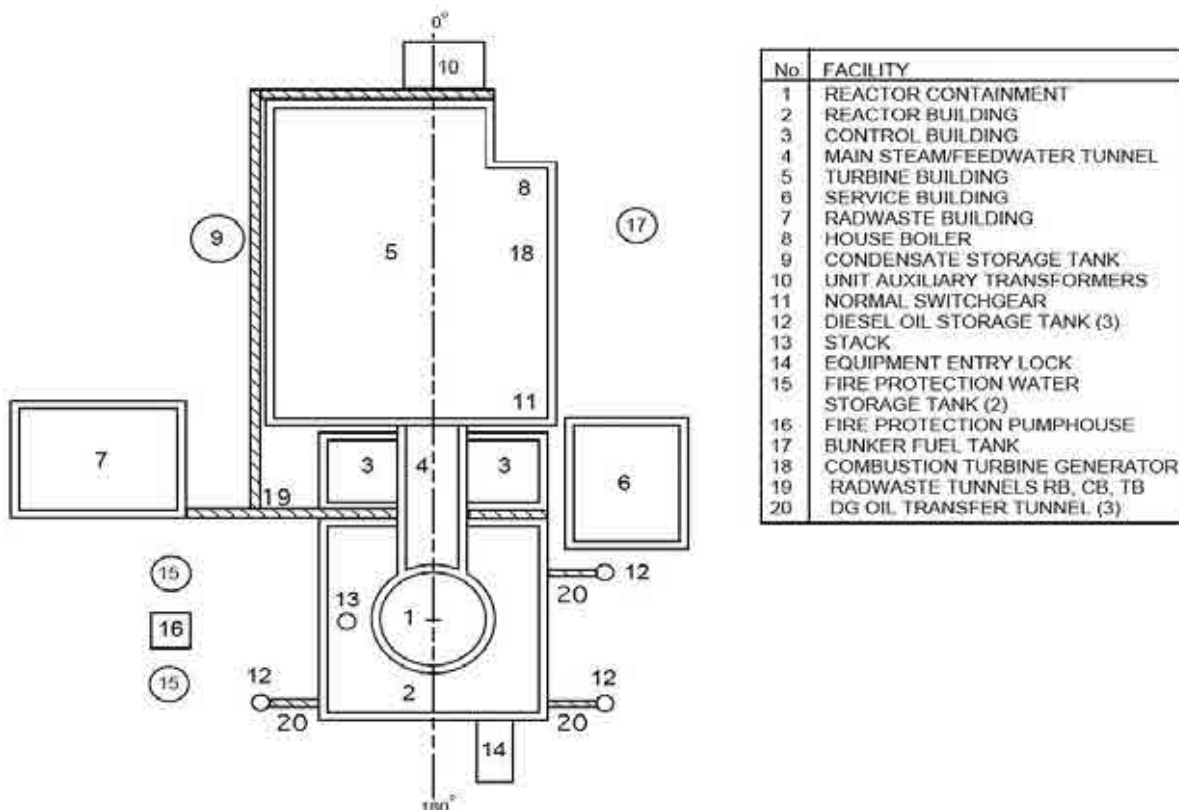 0°
10
8
9
5
18
17
11
7
3
4
3
6
19
15
12
20
13
1
16
15
12
2
12
20
20
14
180°
No FACILITY
1 REACTOR CONTAINMENT
2 REACTOR BUILDING
3 CONTROL BUILDING
4 MAIN STEAM/FEEDWATER TUNNEL
5 TURBINE BUILDING
6 SERVICE BUILDING
7 RADWASTE BUILDING
8 HOUSE BOILER
9 CONDENSATE STORAGE TANK
10 UNIT AUXILIARY TRANSFORMERS
11 NORMAL SWITCHGEAR
12 DIESEL OIL STORAGE TANK (3)
13 STACK
14 EQUIPMENT ENTRY LOCK
15 FIRE PROTECTION WATER
STORAGE TANK (2)
16 FIRE PROTECTION PUMPHOUSE
17 BUNKER FUEL TANK
18 COMBUSTION TURBINE GENERATOR
19 RADWASTE TUNNELS RB, CB, TB
20 DG OIL TRANSFER TUNNEL (3)